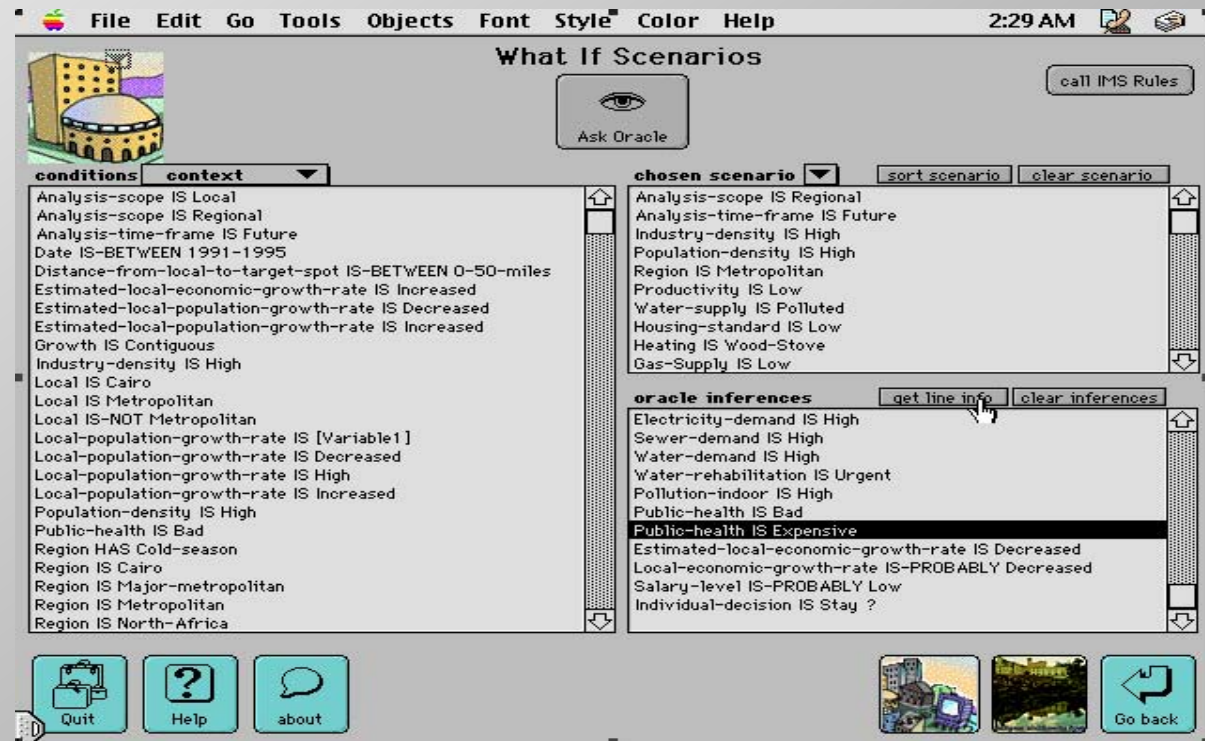 File Edit Go Tools Objects Font Style Color Help 2:29 AM
What If Scenarios
call IMS Rules
Ask Oracle
conditions context
Analysis-scope IS Local
Analysis-scope IS Regional
Analysis-time-frame IS Future
Date IS-BETWEEN 1991-1995
Distance-from-local-to-target-spot IS-BETWEEN 0-50-miles
Estimated-local-economic-growth-rate IS Increased
Estimated-local-population-growth-rate IS Decreased
Estimated-local-population-growth-rate IS Increased
Growth IS Contiguous
Industry-density IS High
Local IS Cairo
Local IS Metropolitan
Local IS-NOT Metropolitan
Local-population-growth-rate IS [Variable1]
Local-population-growth-rate IS Decreased
Local-population-growth-rate IS High
Local-population-growth-rate IS Increased
Population-density IS High
Public-health IS Bad
Region HAS Cold-season
Region IS Cairo
Region IS Major-metropolitan
Region IS Metropolitan
Region IS North-Africa
chosen scenario sort scenario clear scenario
Analysis-scope IS Regional
Analysis-time-frame IS Future
Industry-density IS High
Population-density IS High
Region IS Metropolitan
Productivity IS Low
Water-supply IS Polluted
Housing-standard IS Low
Heating IS Wood-Stove
Gas-Supply IS Low
oracle inferences get line info clear inferences
Electricity-demand IS High
Sewer-demand IS High
Water-demand IS High
Water-rehabilitation IS Urgent
Pollution-indoor IS High
Public-health IS Bad
Public-health IS Expensive
Estimated-local-economic-growth-rate IS Decreased
Local-economic-growth-rate IS-PROBABLY Decreased
Salary-level IS-PROBABLY Low
Individual-decision IS Stay ?
Quit Help about Go back